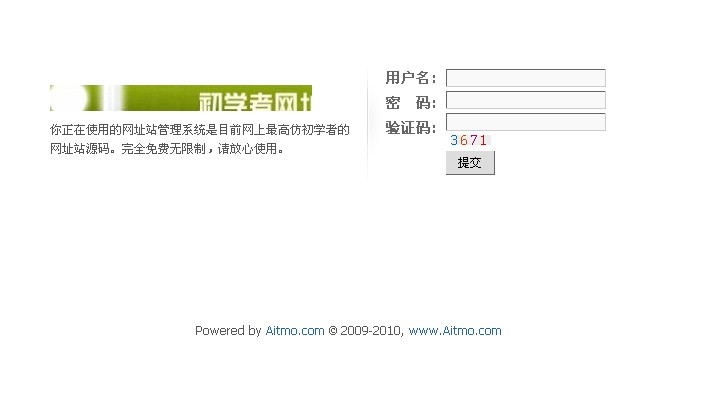 初学者网址
你正在使用的网址站管理系统是目前网上最高仿初学者的
网址站源码。完全免费无限制，请放心使用。
用户名：
密 码：
验证码：
3671
提交
Powered by Aitmo.com © 2009-2010, www.Aitmo.com